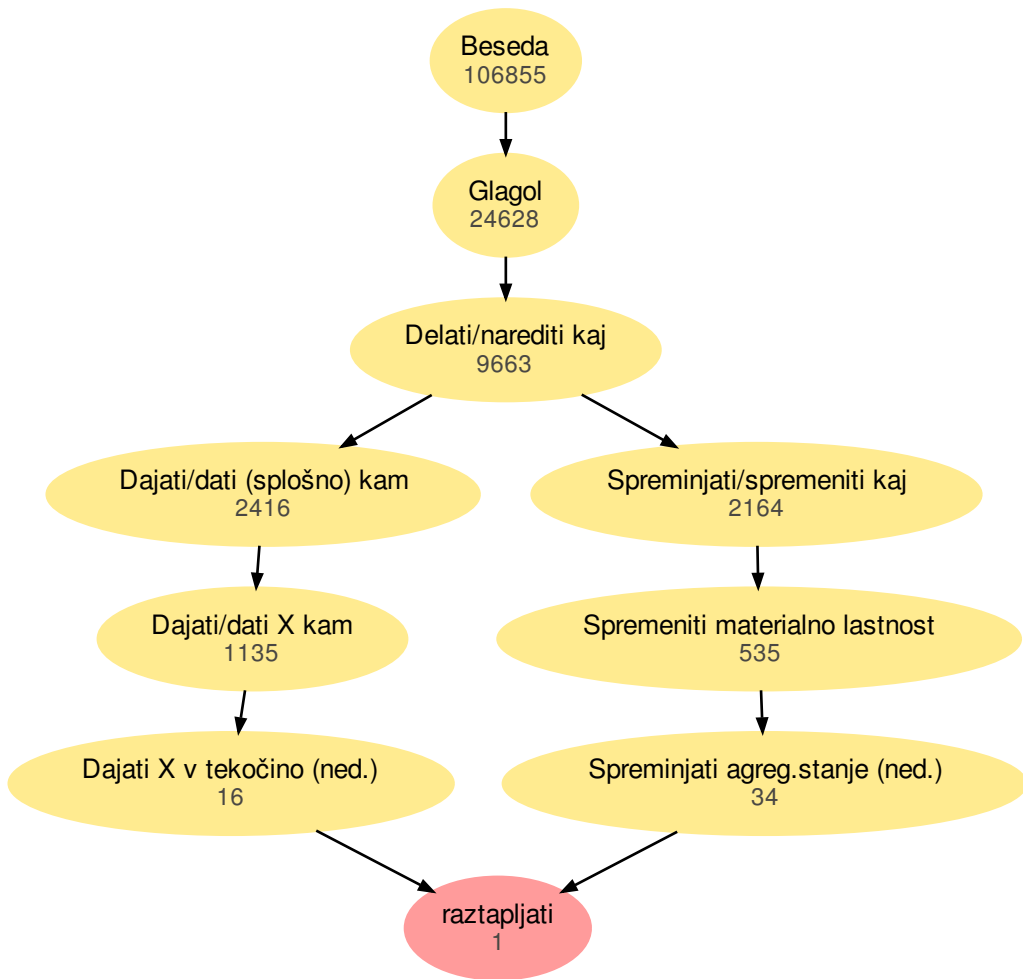 Beseda
106855
Glagol
24628
Delati/narediti kaj
9663
Dajati/dati (splošno) kam
2416
Spreminjati/spremeniti kaj
2164
Dajati/dati X kam
1135
Spremeniti materialno lastnost
535
Dajati X v tekočino (ned.)
16
Spreminjati agreg.stanje (ned.)
34
raztapljati
1